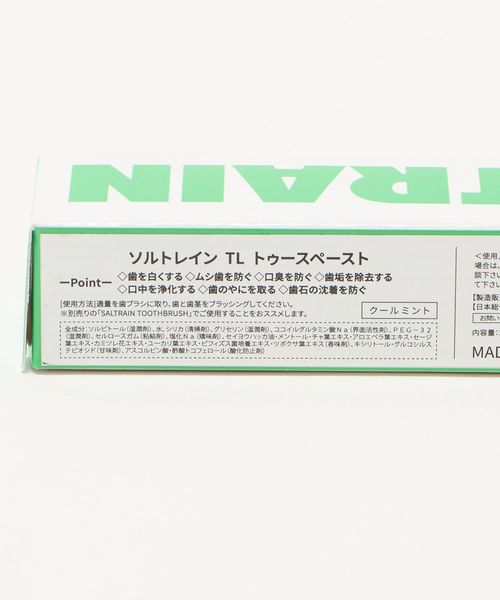 TRAIN
ソルトレイン TL トゥースペースト
ーPointー
◇歯を白くする ◇ムシ歯を防ぐ ◇口臭を防ぐ ◇歯垢を除去する
◇口中を浄化する ◇歯のやにを取る ◇歯石の沈着を防ぐ
[使用方法]適量を歯ブラシに取り、歯と歯茎をブラッシングしてください。
※別売りの「SALTRAIN TOOTHBRUSH」でご使用することをおススメします。
クールミント
全成分:ソルビトール(湿潤剤)、水、シリカ(清掃剤)、グリセリン(湿潤剤)、ココイルグルタミン酸Na(界面活性剤)、PEG-32
(湿潤剤)、セルロースガム(粘結剤)、塩化Na(矯味剤)、セイヨウハッカ油・メントール・チャ葉エキス・アロエベラ葉エキス・セージ
葉エキス・カミツレ花エキス・ユーカリ葉エキス・ビフィズス菌培養エキス・ツボクサ葉エキス(香味剤)、キシリトール・グルコシルス
テビオシド(甘味剤)、アスコルビン酸・酢酸トコフェロール(酸化防止剤)
<使用
場合は、
談下さい
て下さい
[製造販
[日本総
お問い
内容量:
MAD